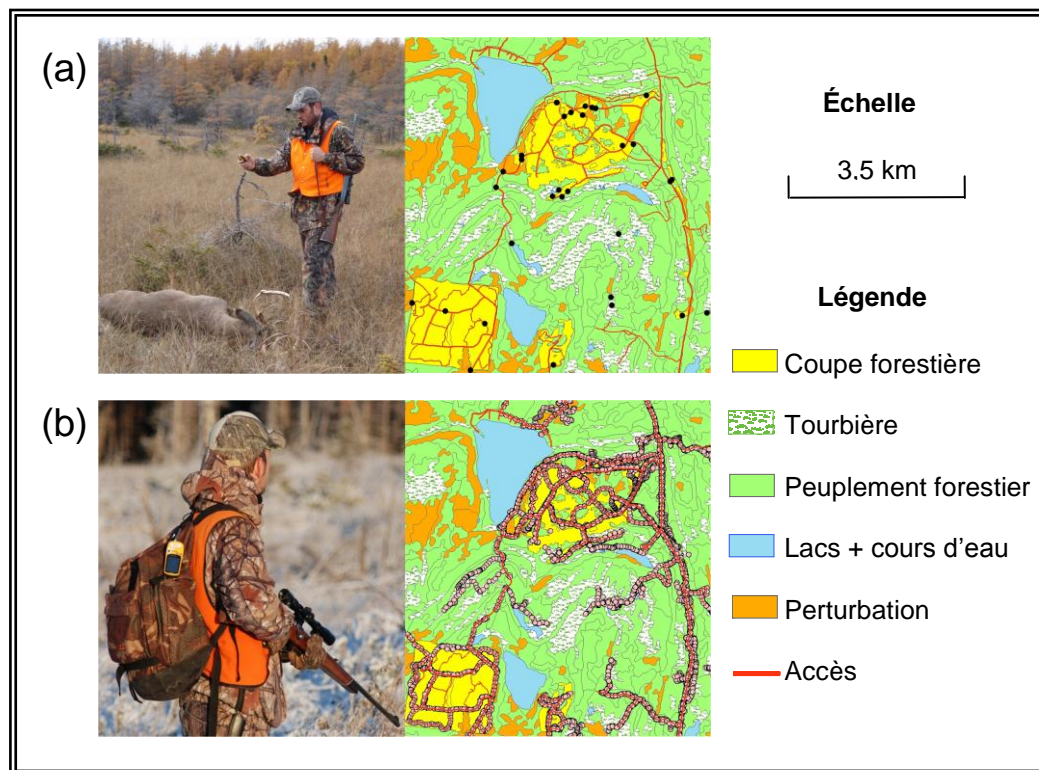 (a)
Échelle
3.5 km
Légende
Coupe forestière
Tourbière
(b)
Peuplement forestier
Lacs + cours d'eau
Perturbation
Accès